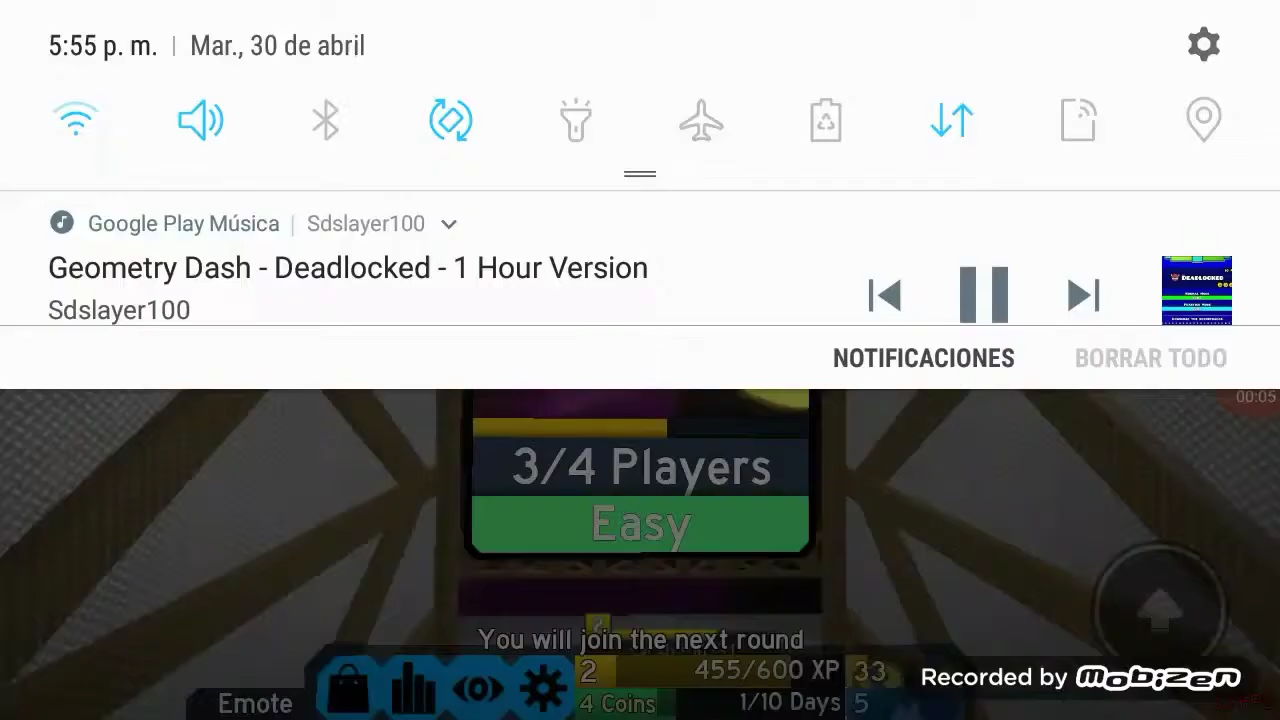 5:55 p. m. | Mar., 30 de abril
Google Play Música | Sdslayer100
Geometry Dash - Deadlocked - 1 Hour Version
Sdslayer100
DEADLOCKED
NOTIFICACIONES BORRAR TODO
00:05
3/4 Players
Easy
You will join the next round
2 455/600 XP 33
Emote 4 Coins 1/10 Days 5
Recorded by mobizen